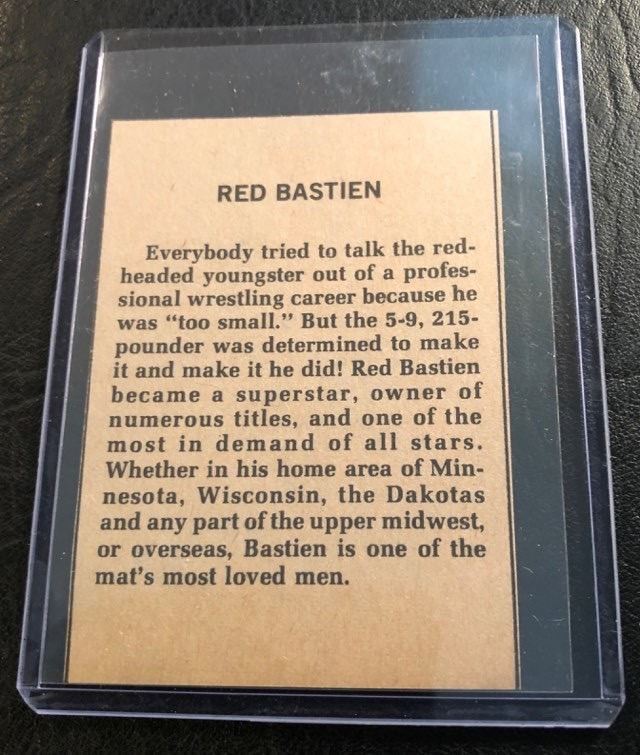 RED BASTIEN
Everybody tried to talk the red-
headed youngster out of a profes-
sional wrestling career because he
was “too small.” But the 5-9, 215-
pounder was determined to make
it and make it he did! Red Bastien
became a superstar, owner of
numerous titles, and one of the
most in demand of all stars.
Whether in his home area of Min-
nesota, Wisconsin, the Dakotas
and any part of the upper midwest,
or overseas, Bastien is one of the
mat's most loved men.